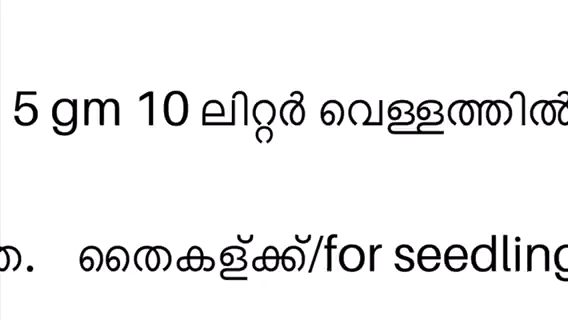 5 gm 10 ലിറ്റർ വെള്ളത്തിൽ
. തൈകള്ക്ക്/for seedling